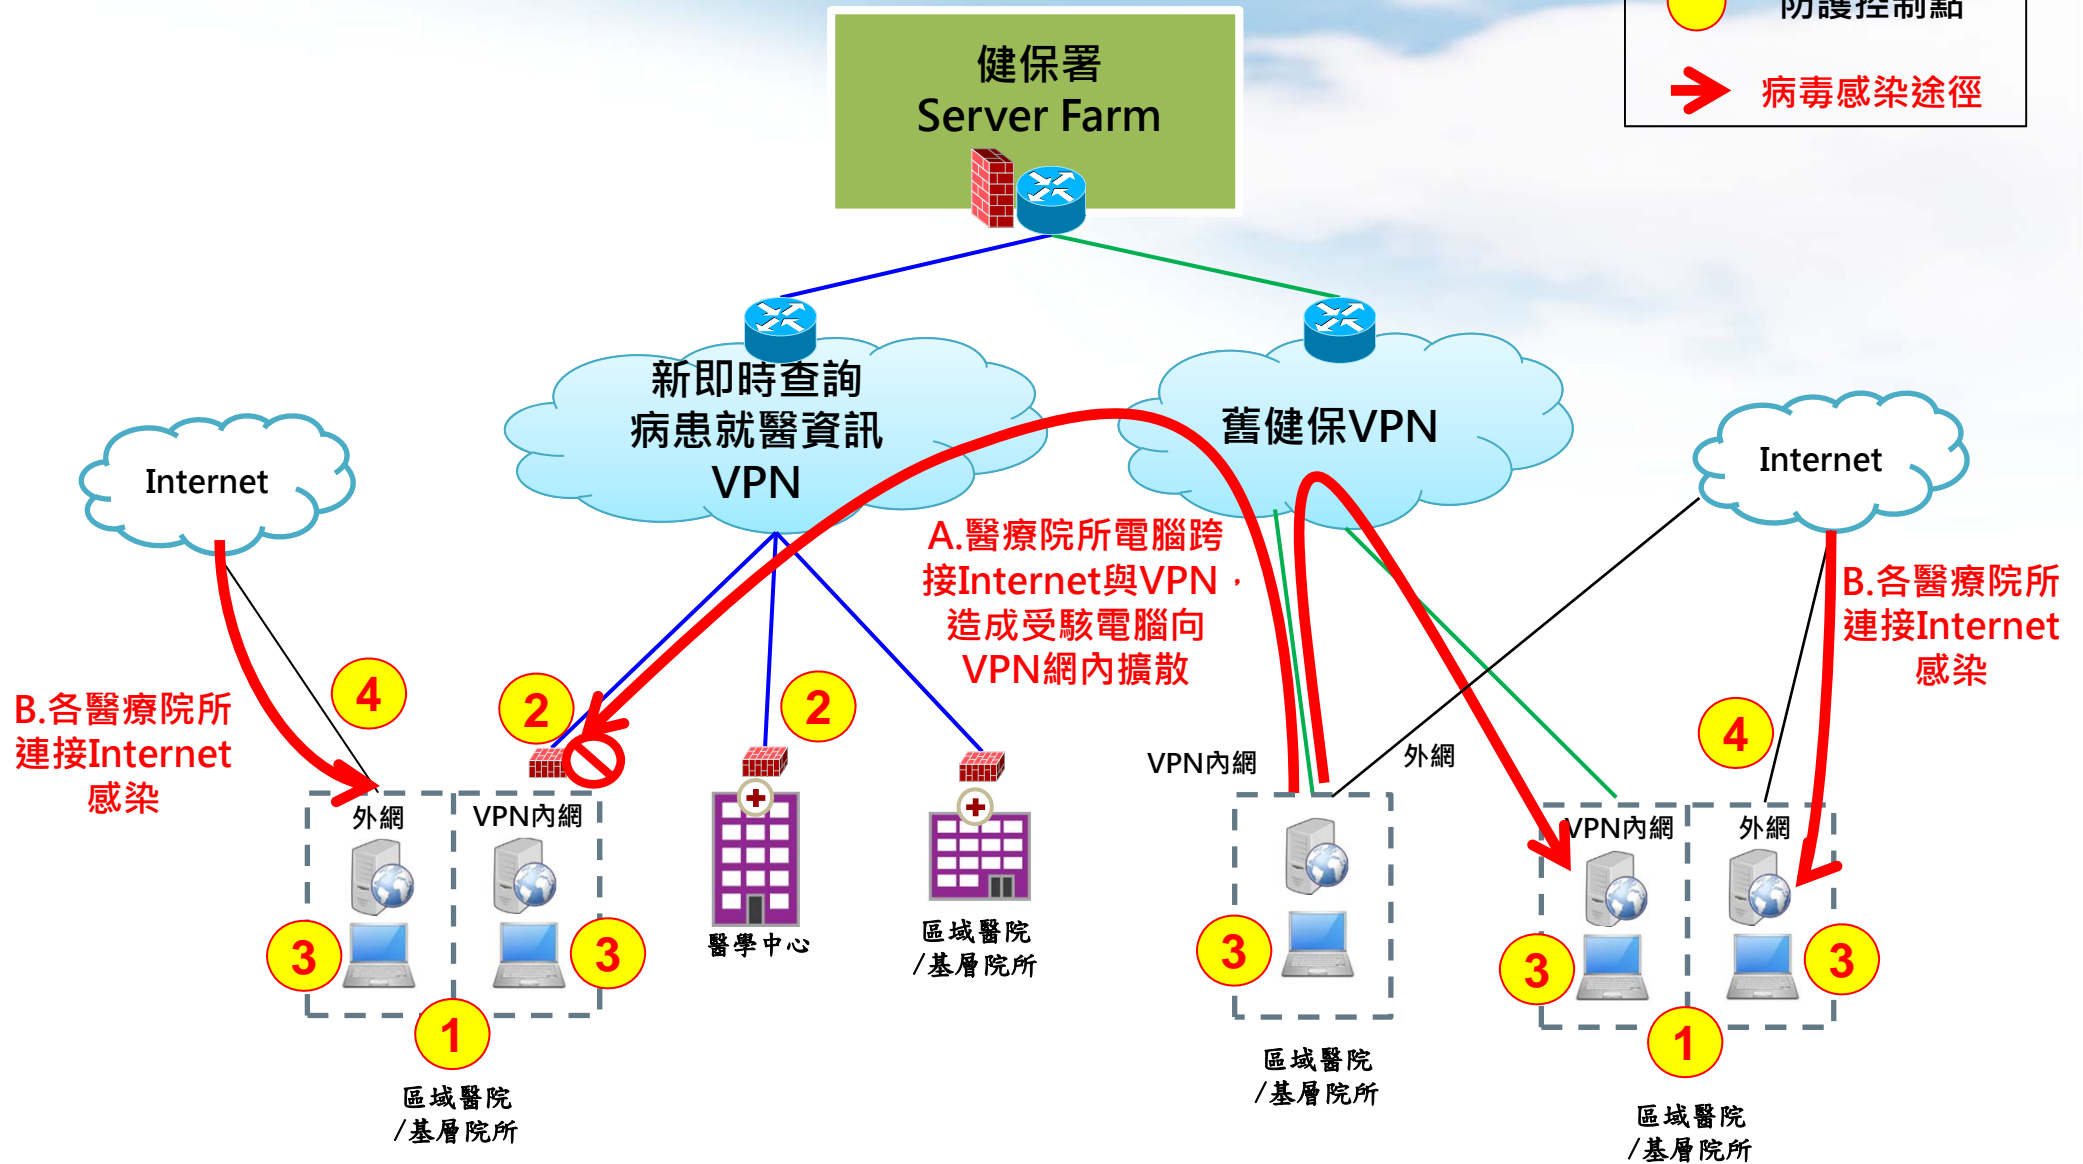 防護控制點
病毒感染途徑
健保署
Server Farm
新即時查詢
病患就醫資訊
VPN
舊健保VPN
Internet
Internet
A.醫療院所電腦跨
接Internet與VPN，
造成受駭電腦向
VPN網內擴散
B.各醫療院所
連接Internet
感染
B.各醫療院所
連接Internet
感染
4
2
2
4
VPN內網
外網
外網
VPN內網
VPN內網
外網
3
3
3
3
3
1
1
醫學中心
區域醫院
/基層院所
區域醫院
/基層院所
區域醫院
/基層院所
區域醫院
/基層院所